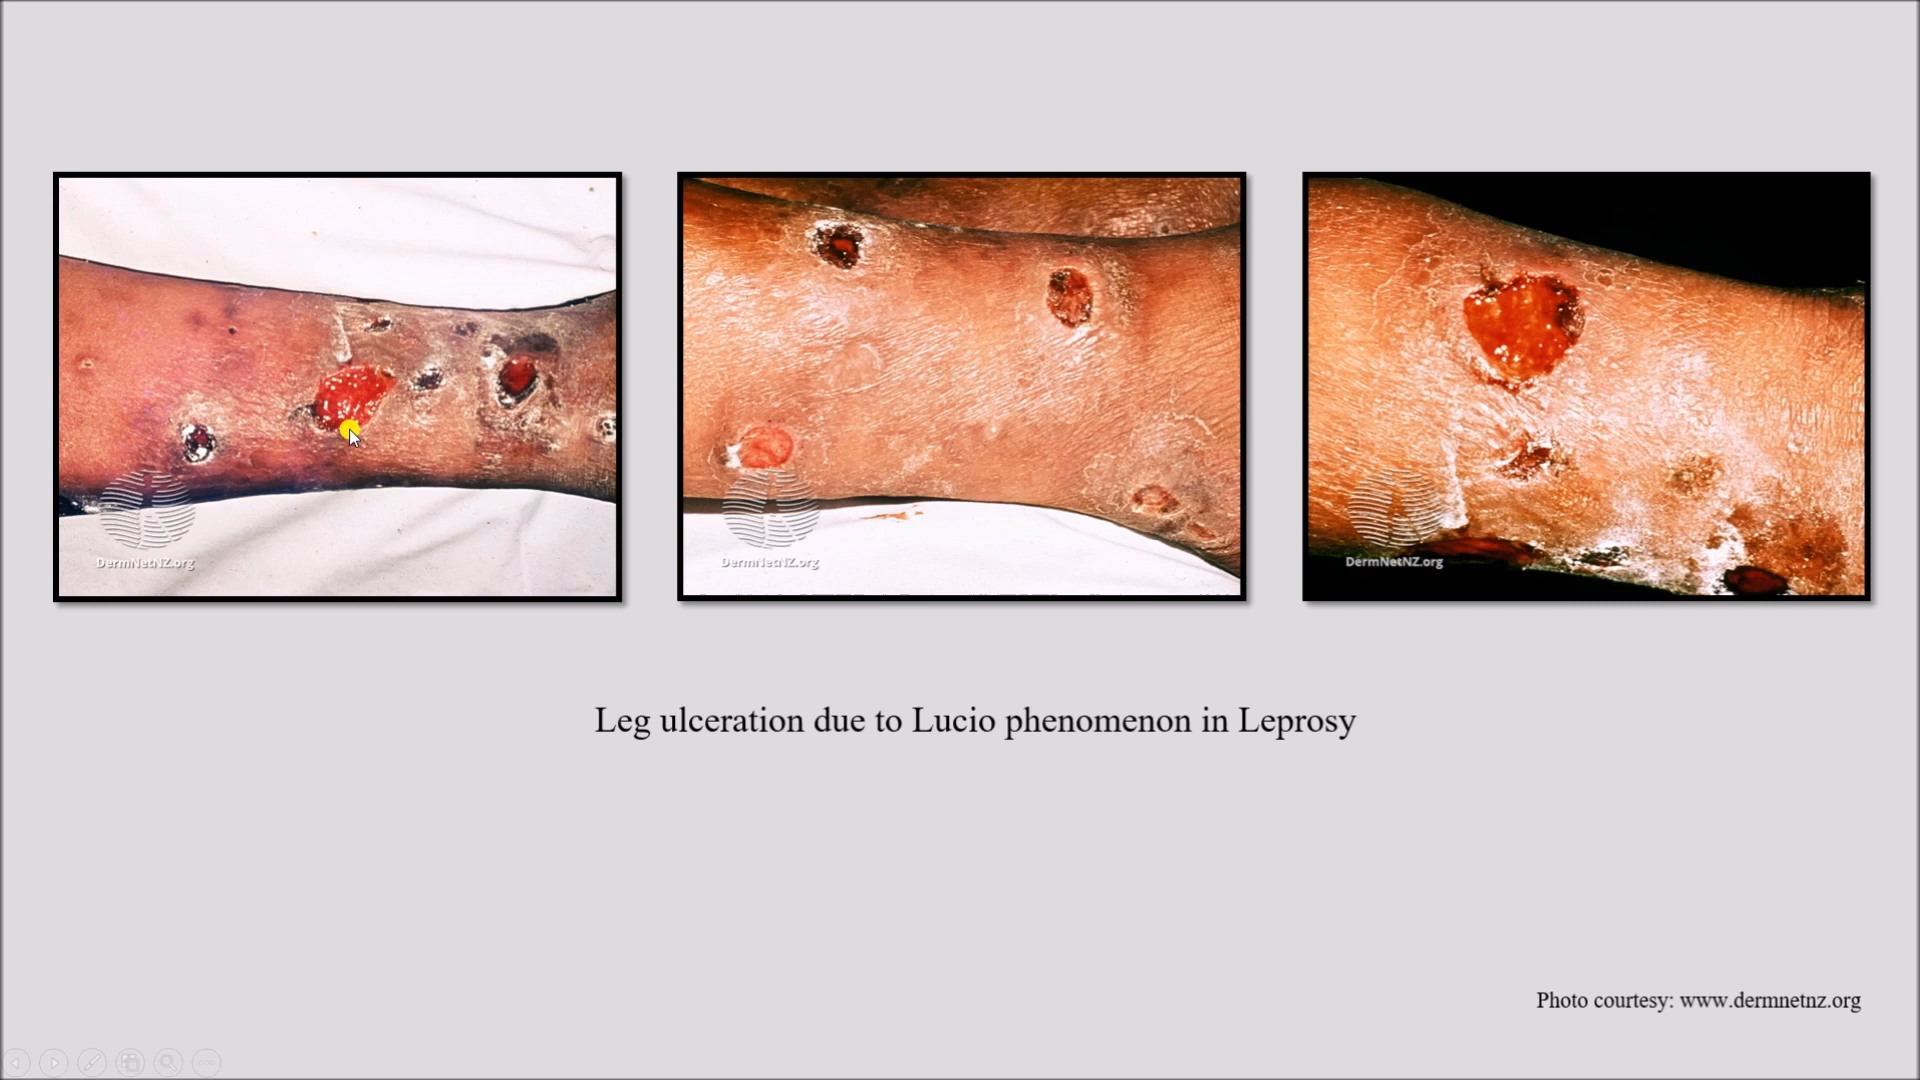 DermNetNZ.org
DermNetNZ.org
DermNetNZ.org
Leg ulceration due to Lucio phenomenon in Leprosy
Photo courtesy: www.dermnetnz.org